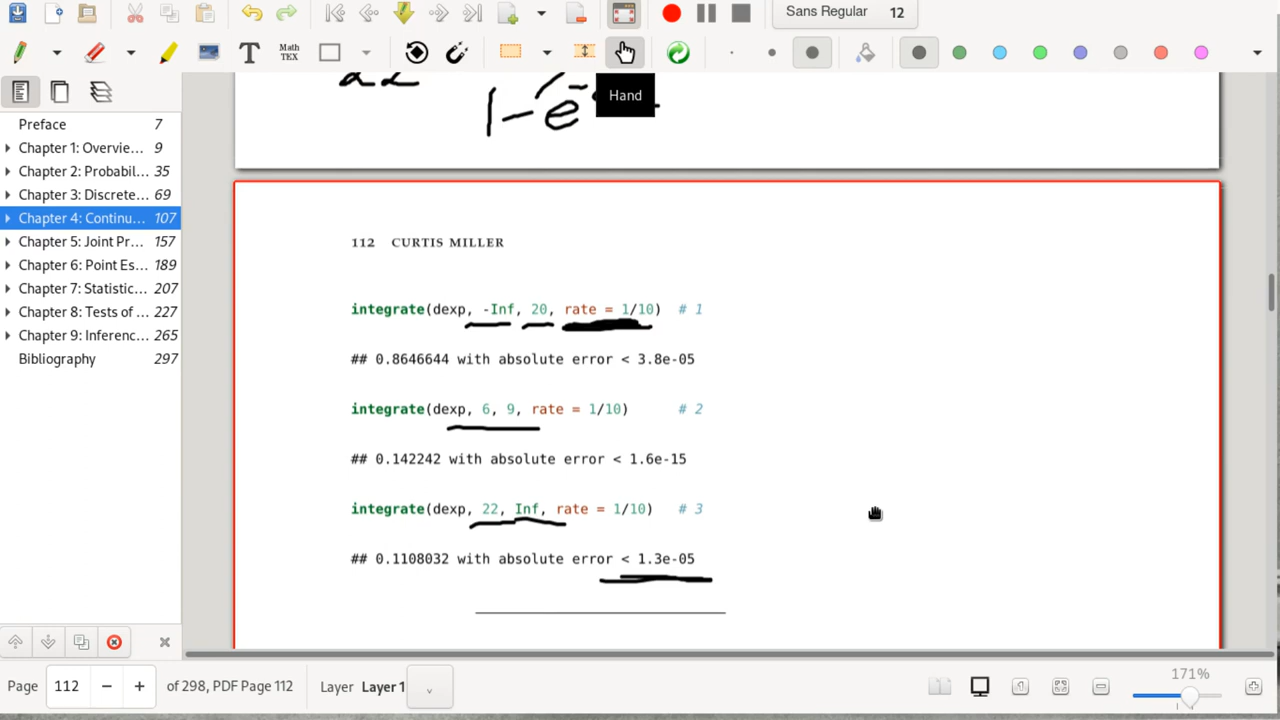 Sans Regular 12
Math
TEX
Hand
1-e
Preface 7
Chapter 1: Overvie... 9
Chapter 2: Probabil... 35
Chapter 3: Discrete... 69
Chapter 4: Continu... 107
Chapter 5: Joint Pr... 157
Chapter 6: Point Es... 189
Chapter 7: Statistic... 207
Chapter 8: Tests of ... 227
Chapter 9: Inferenc... 265
Bibliography 297
112 CURTIS MILLER
integrate(dexp, -Inf, 20, rate = 1/10) # 1
## 0.8646644 with absolute error < 3.8e-05
integrate(dexp, 6, 9, rate = 1/10) # 2
## 0.142242 with absolute error < 1.6e-15
integrate(dexp, 22, Inf, rate = 1/10) # 3
## 0.1108032 with absolute error < 1.3e-05
Page 112 of 298, PDF Page 112 Layer Layer 1 171%